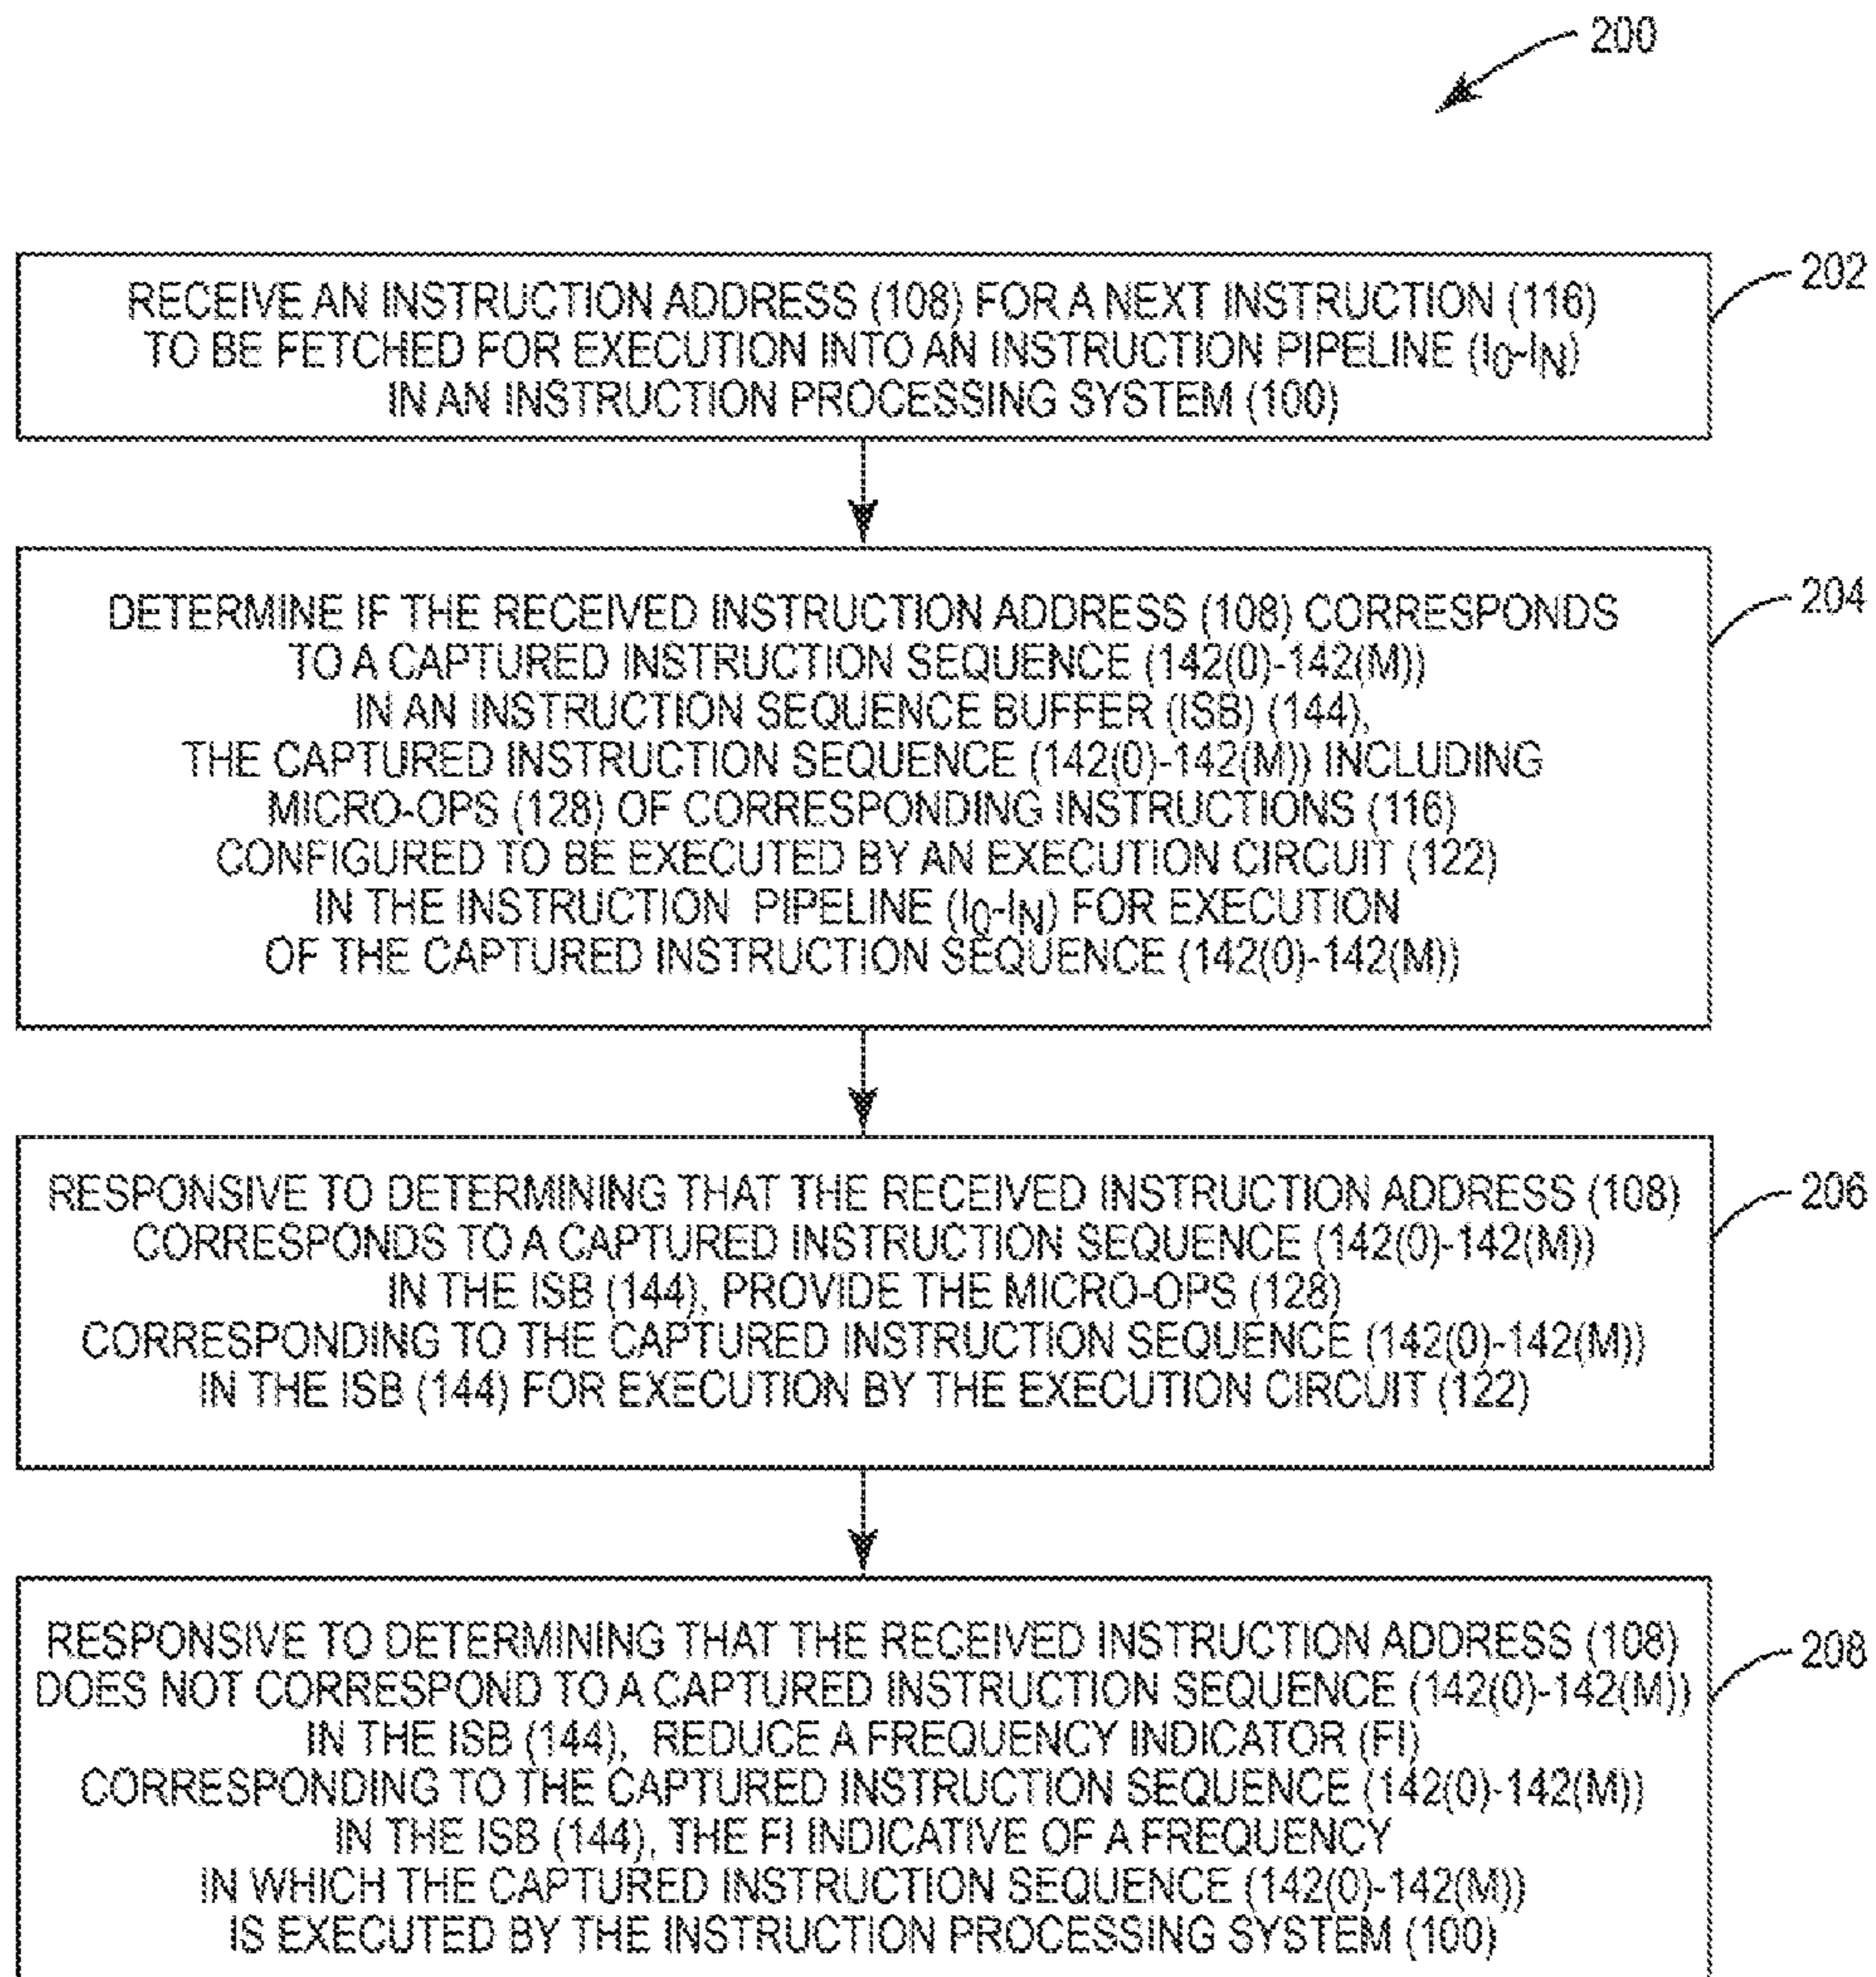 200
RECEIVE AN INSTRUCTION ADDRESS (108) FOR A NEXT INSTRUCTION (116)
TO BE FETCHED FOR EXECUTION INTO AN INSTRUCTION PIPELINE (I0-IN)
IN AN INSTRUCTION PROCESSING SYSTEM (100)
202
DETERMINE IF THE RECEIVED INSTRUCTION ADDRESS (108) CORRESPONDS
TO A CAPTURED INSTRUCTION SEQUENCE (142(0)-142(M))
IN AN INSTRUCTION SEQUENCE BUFFER (ISB) (144),
THE CAPTURED INSTRUCTION SEQUENCE (142(0)-142(M)) INCLUDING
MICRO-OPS (128) OF CORRESPONDING INSTRUCTIONS (116)
CONFIGURED TO BE EXECUTED BY AN EXECUTION CIRCUIT (122)
IN THE INSTRUCTION PIPELINE (I0-IN) FOR EXECUTION
OF THE CAPTURED INSTRUCTION SEQUENCE (142(0)-142(M))
204
RESPONSIVE TO DETERMINING THAT THE RECEIVED INSTRUCTION ADDRESS (108)
CORRESPONDS TO A CAPTURED INSTRUCTION SEQUENCE (142(0)-142(M))
IN THE ISB (144), PROVIDE THE MICRO-OPS (128)
CORRESPONDING TO THE CAPTURED INSTRUCTION SEQUENCE (142(0)-142(M))
IN THE ISB (144) FOR EXECUTION BY THE EXECUTION CIRCUIT (122)
206
RESPONSIVE TO DETERMINING THAT THE RECEIVED INSTRUCTION ADDRESS (108)
DOES NOT CORRESPOND TO A CAPTURED INSTRUCTION SEQUENCE (142(0)-142(M))
IN THE ISB (144), REDUCE A FREQUENCY INDICATOR (FI)
CORRESPONDING TO THE CAPTURED INSTRUCTION SEQUENCE (142(0)-142(M))
IN THE ISB (144), THE FI INDICATIVE OF A FREQUENCY
IN WHICH THE CAPTURED INSTRUCTION SEQUENCE (142(0)-142(M))
IS EXECUTED BY THE INSTRUCTION PROCESSING SYSTEM (100)
208